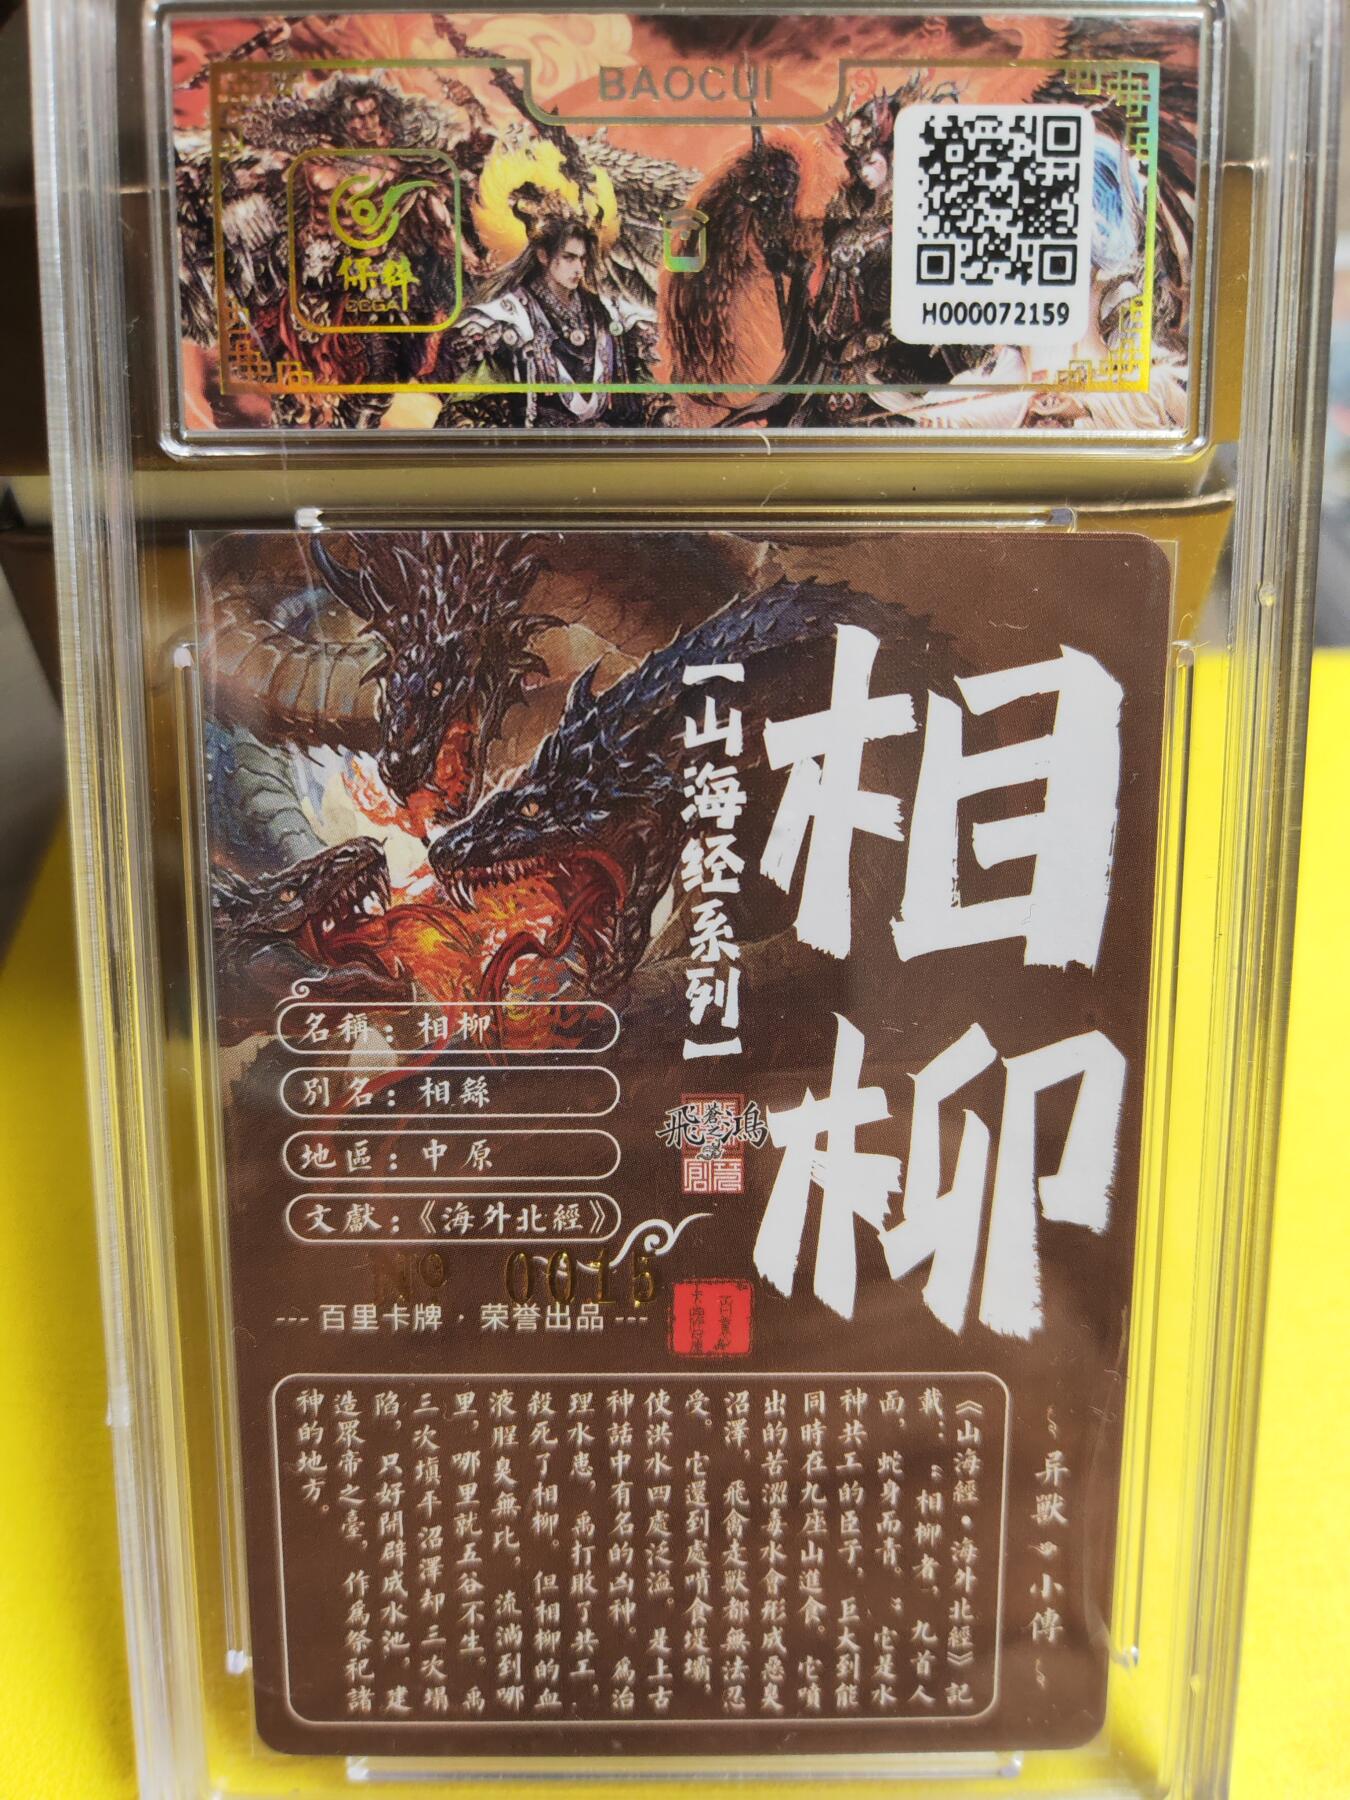 BAOCUI
保粹
H000072159
相柳
【山海经系列】
飛鴻
名稱：相柳
別名：相繇
地區：中原
文獻：《海外北經》
Nº 0015
--- 百里卡牌 · 荣誉出品 ---
异獸小傳
《山海經·海外北經》記
載：“相柳者，九首人
面，蛇身而青。”它是水
神共工的臣子，巨大到能
同時在九座山進食。它噴
出的苦澀毒水會形成惡臭
沼澤，飛禽走獸都無法忍
受。它還到處啃食堤壩，
使洪水四處泛溢。是上古
神話中有名的凶神。爲治
理水患，禹打敗了共工，
殺死了相柳。但相柳的血
液腥臭無比，流淌到哪
里，哪里就五谷不生。禹
三次填平沼澤却三次塌
陷，只好開辟成水池，建
造眾帝之臺，作爲祭祀諸
神的地方。